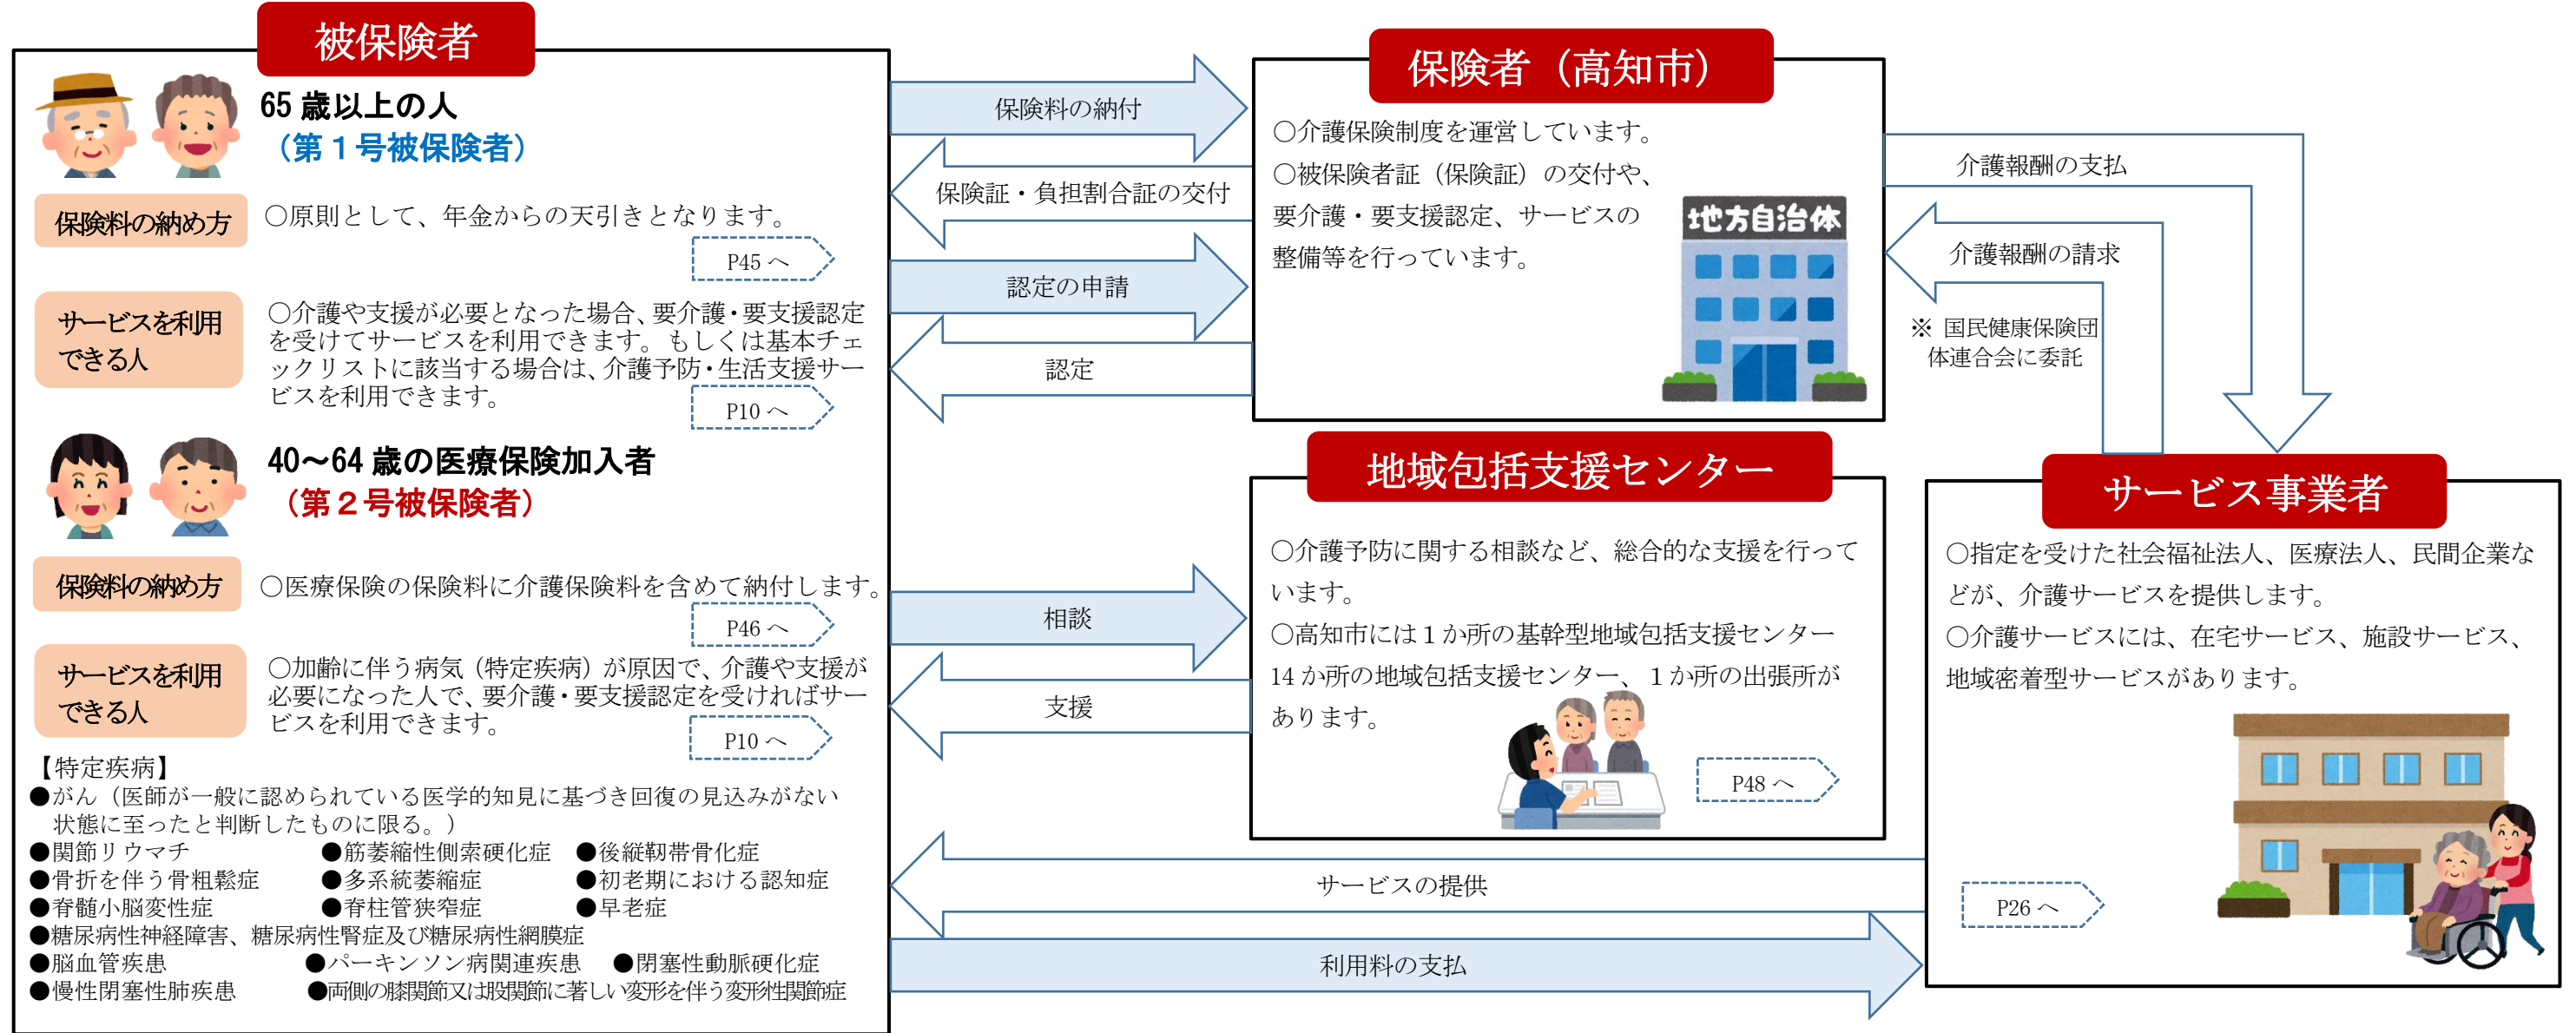 被保険者
65 歳以上の人
（第１号被保険者）
保険料の納め方
○原則として、年金からの天引きとなります。
P45 へ
サービスを利用
できる人
○介護や支援が必要となった場合、要介護・要支援認定
を受けてサービスを利用できます。もしくは基本チェ
ックリストに該当する場合は、介護予防・生活支援サー
ビスを利用できます。
P10 へ
40～64 歳の医療保険加入者
（第２号被保険者）
保険料の納め方
○医療保険の保険料に介護保険料を含めて納付します。
P46 へ
サービスを利用
できる人
○加齢に伴う病気（特定疾病）が原因で、介護や支援が
必要になった人で、要介護・要支援認定を受ければサー
ビスを利用できます。
P10 へ
【特定疾病】
●がん（医師が一般に認められている医学的知見に基づき回復の見込みがない
状態に至ったと判断したものに限る。）
●関節リウマチ ●筋萎縮性側索硬化症 ●後縦靭帯骨化症
●骨折を伴う骨粗鬆症 ●多系統萎縮症 ●初老期における認知症
●脊髄小脳変性症 ●脊柱管狭窄症 ●早老症
●糖尿病性神経障害、糖尿病性腎症及び糖尿病性網膜症
●脳血管疾患 ●パーキンソン病関連疾患 ●閉塞性動脈硬化症
●慢性閉塞性肺疾患 ●両側の膝関節又は股関節に著しい変形を伴う変形性関節症
保険料の納付
保険証・負担割合証の交付
認定の申請
認定
相談
支援
サービスの提供
利用料の支払
保険者（高知市）
○介護保険制度を運営しています。
○被保険者証（保険証）の交付や、
要介護・要支援認定、サービスの
整備等を行っています。
地方自治体
介護報酬の支払
介護報酬の請求
※ 国民健康保険団
体連合会に委託
地域包括支援センター
○介護予防に関する相談など、総合的な支援を行って
います。
○高知市には１か所の基幹型地域包括支援センター
14 か所の地域包括支援センター、１か所の出張所が
あります。
P48 へ
サービス事業者
○指定を受けた社会福祉法人、医療法人、民間企業な
どが、介護サービスを提供します。
○介護サービスには、在宅サービス、施設サービス、
地域密着型サービスがあります。
P26 へ